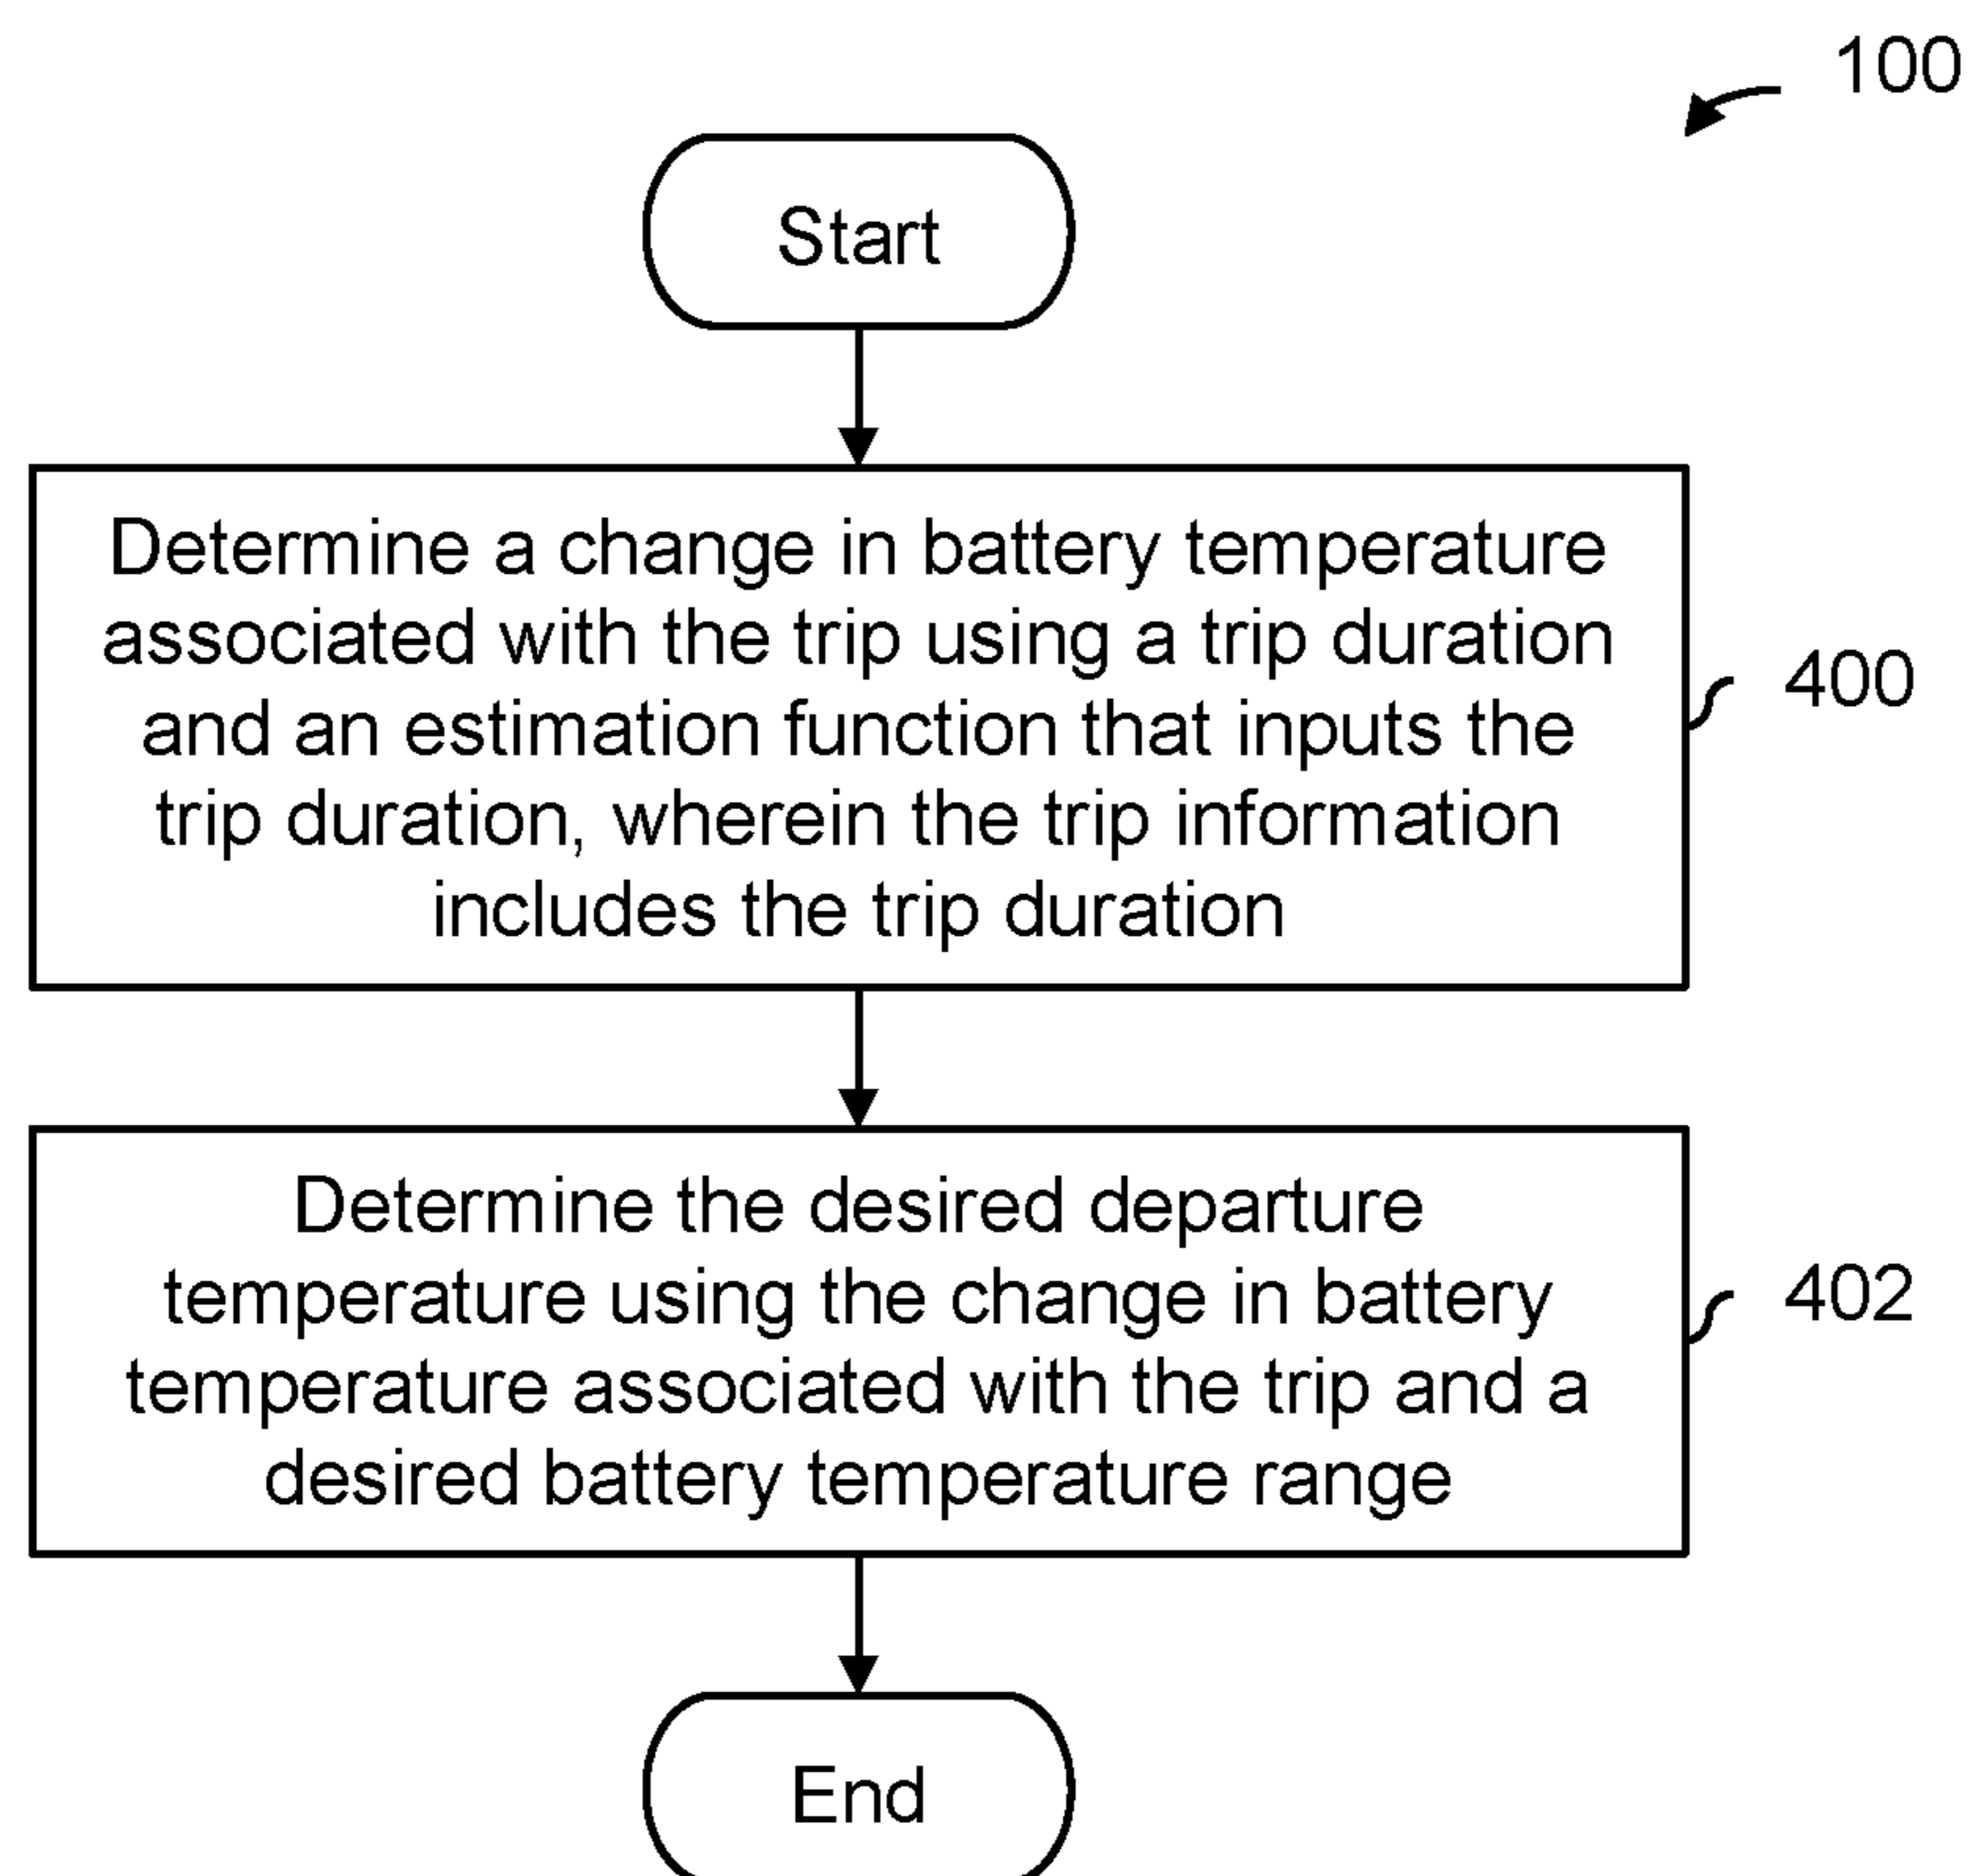 100
Start
Determine a change in battery temperature
associated with the trip using a trip duration
and an estimation function that inputs the
trip duration, wherein the trip information
includes the trip duration
400
Determine the desired departure
temperature using the change in battery
temperature associated with the trip and a
desired battery temperature range
402
End